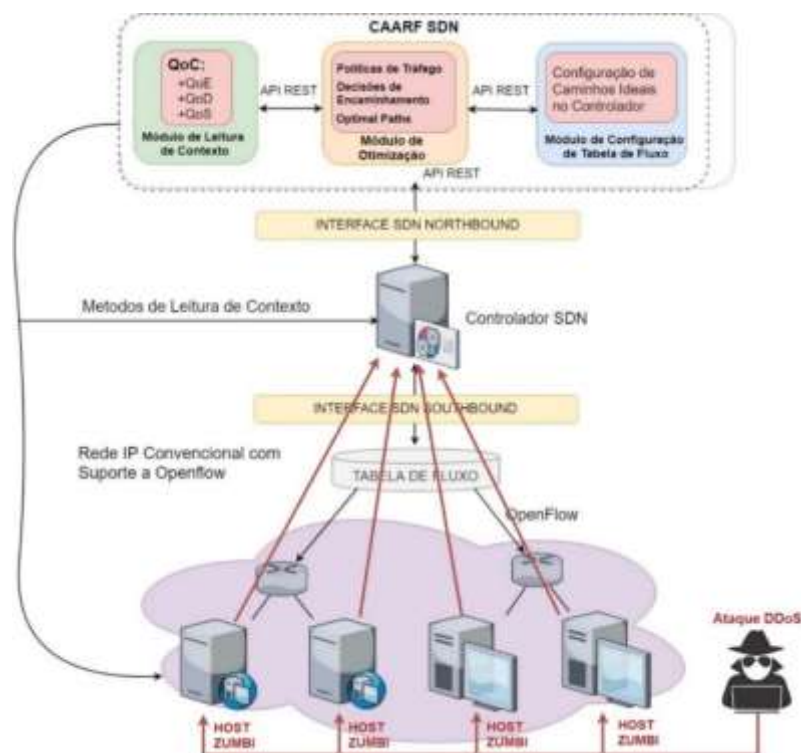 CAARF SDN
QoC:
+QuE
+QoD
+QoS
Módulo de Leitura
de Contexto
API REST
Políticas de Tráfego
Decisões de
Encaminhamento
Optimal Paths
Módulo de
Otimização
API REST
Configuração de
Caminhos Ideais
no Controlador
Módulo de Configuração
de Tabela de Fluxo
API REST
INTERFACE SDN NORTHBOUND
Metodos de Leitura de Contexto
Controlador SDN
INTERFACE SDN SOUTHBOUND
Rede IP Convencional com
Suporte a Openflow
TABELA DE FLUXO
OpenFlow
Ataque DDoS
HOST
ZUMBI
HOST
ZUMBI
HOST
ZUMBI
HOST
ZUMBI